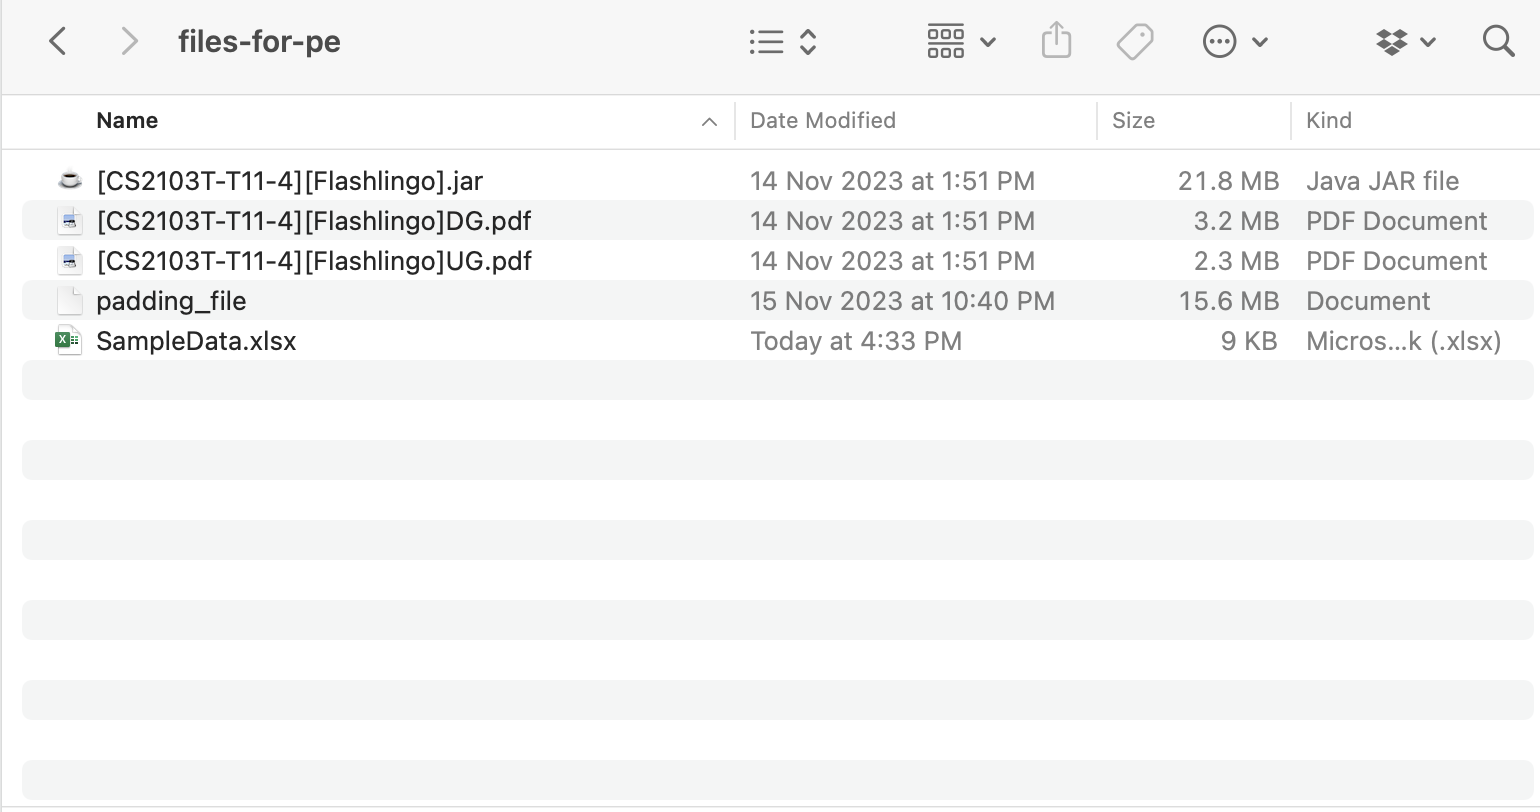 files-for-pe
Name Date Modified Size Kind
[CS2103T-T11-4][Flashlingo].jar 14 Nov 2023 at 1:51 PM 21.8 MB Java JAR file
[CS2103T-T11-4][Flashlingo]DG.pdf 14 Nov 2023 at 1:51 PM 3.2 MB PDF Document
[CS2103T-T11-4][Flashlingo]UG.pdf 14 Nov 2023 at 1:51 PM 2.3 MB PDF Document
padding_file 15 Nov 2023 at 10:40 PM 15.6 MB Document
SampleData.xlsx Today at 4:33 PM 9 KB Micros...k (.xlsx)